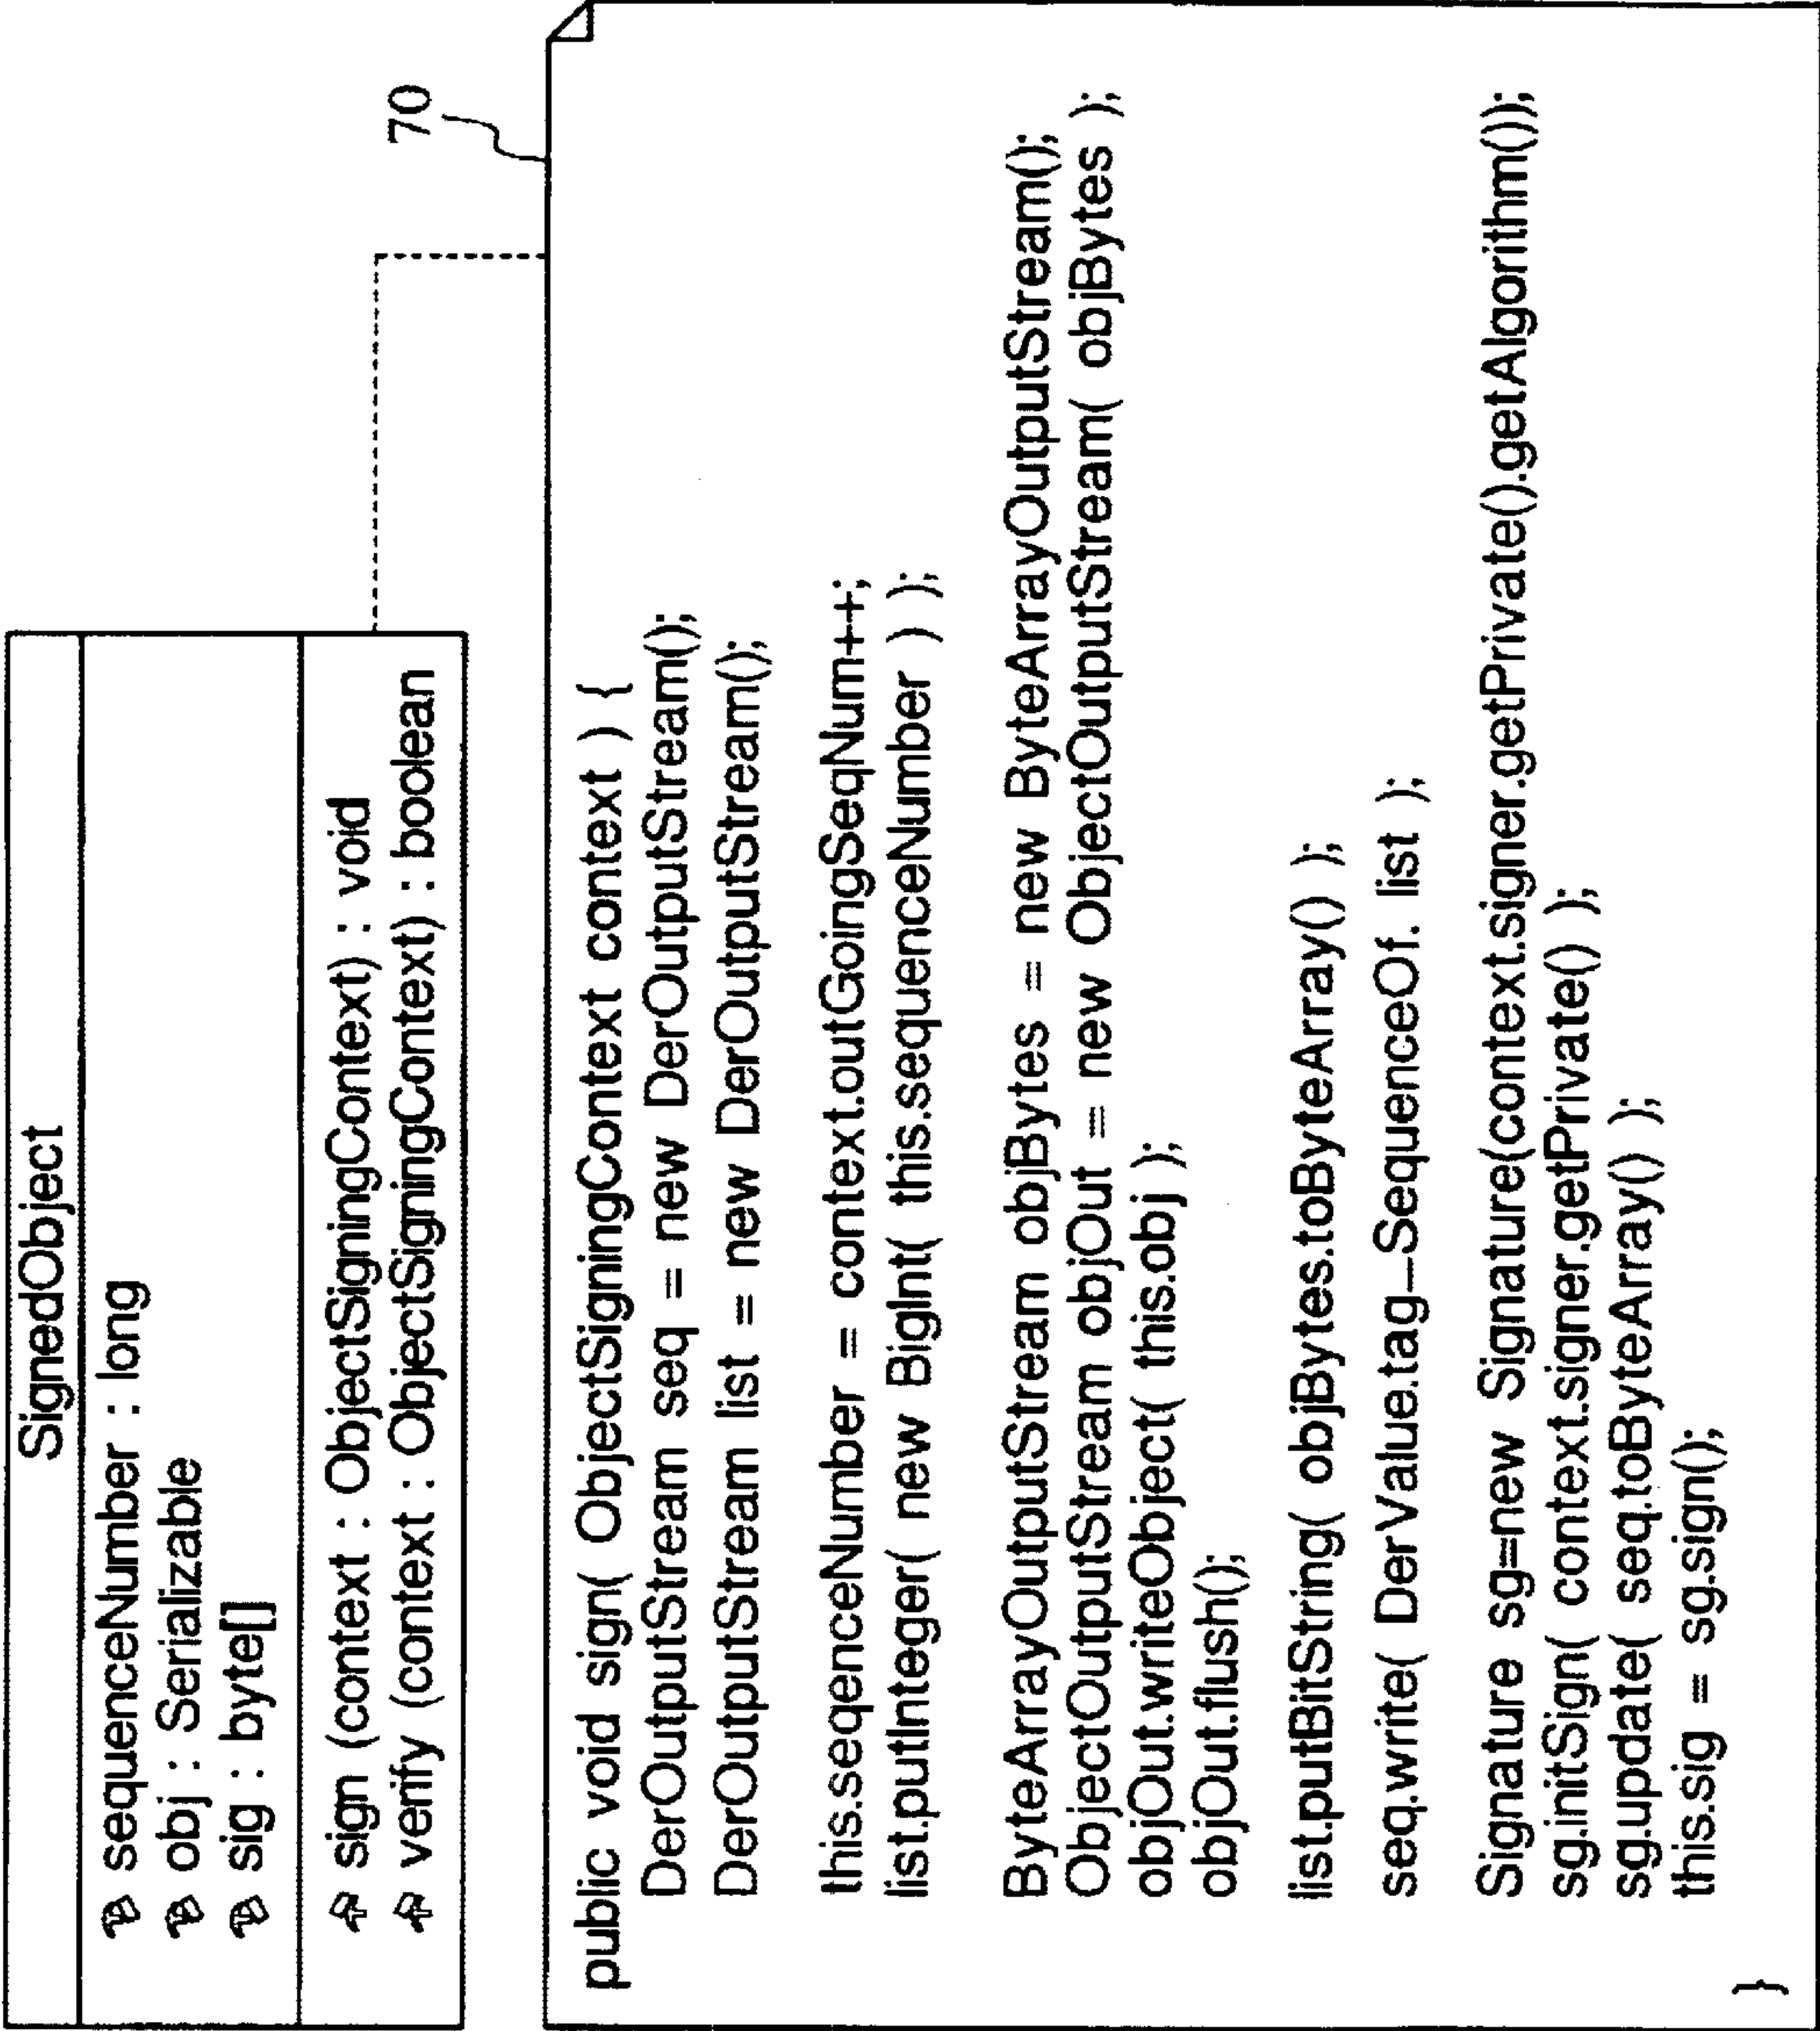 SignedObject
sequenceNumber : long
obj : Serializable
sig : byte[]
sign (context : ObjectSigningContext) : void
verify (context : ObjectSigningContext) : boolean
70
public void sign( ObjectSigningContext context ) {
DerOutputStream seq = new DerOutputStream();
DerOutputStream list = new DerOutputStream();
this.seqenceNumber = context.outGoingSeqNum++;
list.putInteger( new BigInt( this.sequenceNumber ) );
ByteArrayOutputStream objBytes = new ByteArrayOutputStream();
ObjectOutputStream objOut = new ObjectOutputStream( objBytes );
objOut.writeObject( this.obj );
objOut.flush();
list.putBitString( objBytes.toByteArray() );
seq.write( DerValue.tag–SequenceOf. list );
Signature sg=new Signature(context.signer.getPrivate().getAlgorithm());
sg.initSign( context.signer.getPrivate() );
sg.update( seq.toByteArray() );
this.sig = sg.sign();
}